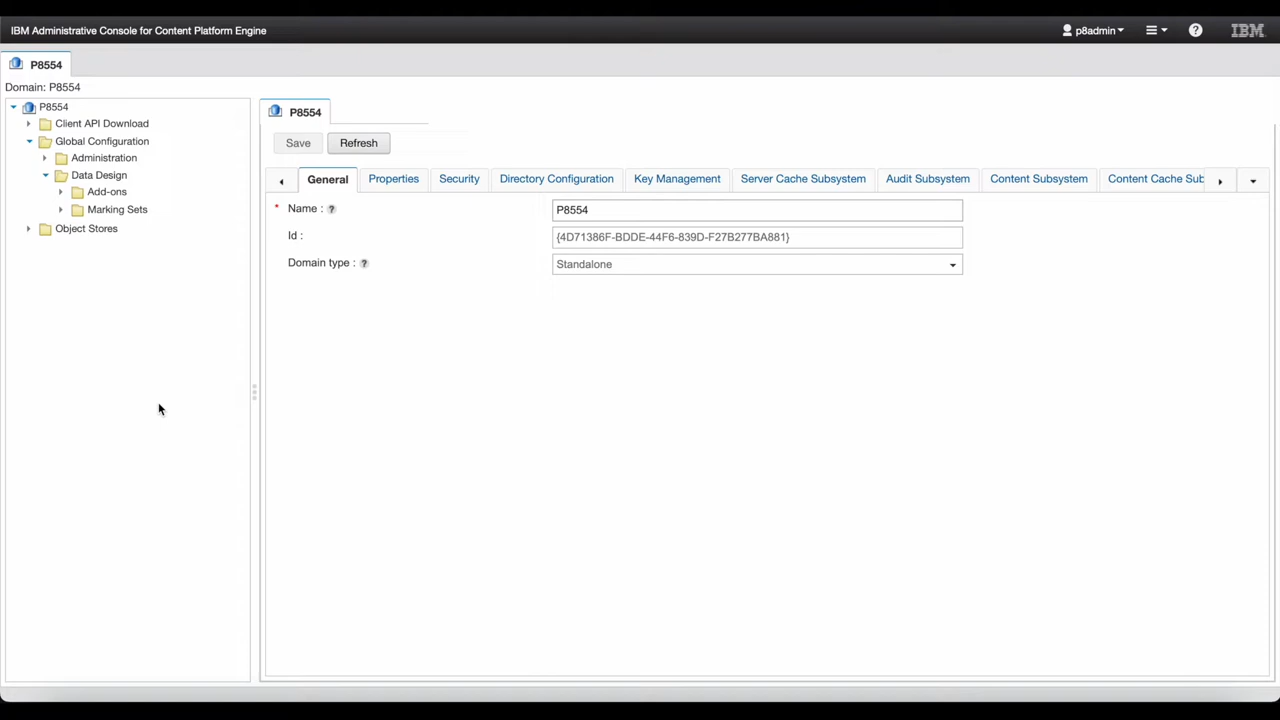 IBM Administrative Console for Content Platform Engine
p8admin
IBM
P8554
Domain: P8554
P8554
Client API Download
Global Configuration
Administration
Data Design
Add-ons
Marking Sets
Object Stores
P8554
Save Refresh
General Properties Security Directory Configuration Key Management Server Cache Subsystem Audit Subsystem Content Subsystem Content Cache Sub
* Name : ? P8554
Id : {4D71386F-BDDE-44F6-839D-F27B277BA881}
Domain type : ? Standalone